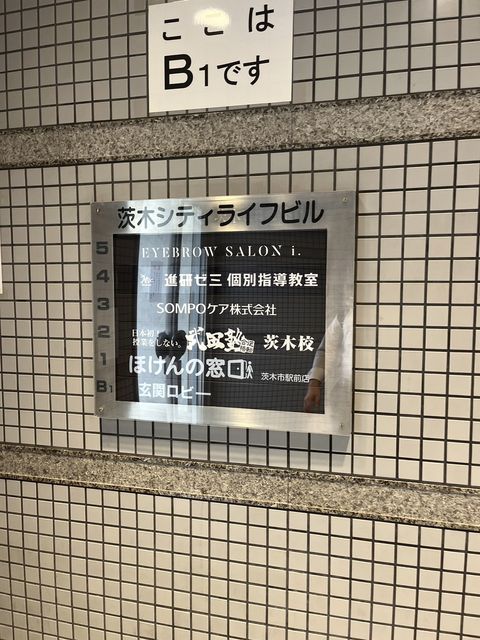 ここは
B1です
茨木シティライフビル
5 EYEBROW SALON i.
4 進研ゼミ 個別指導教室
3 SOMPOケア株式会社
2 日本初!
授業をしない。 武田塾 茨木校
1 ほけんの窓口 茨木市駅前店
B1 玄関ロビー